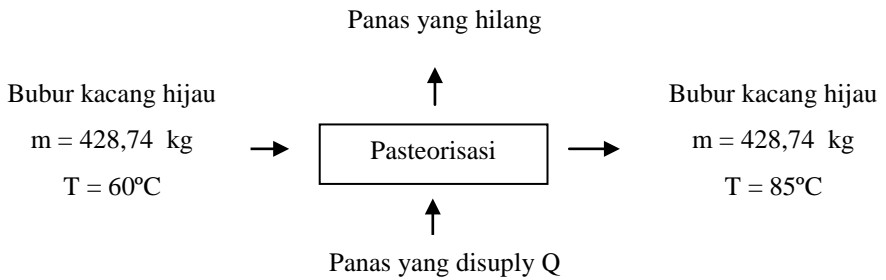 Panas yang hilang
Bubur kacang hijau
m = 428,74 kg
T = 60ºC
Pasteorisasi
Bubur kacang hijau
m = 428,74 kg
T = 85ºC
Panas yang disuply Q